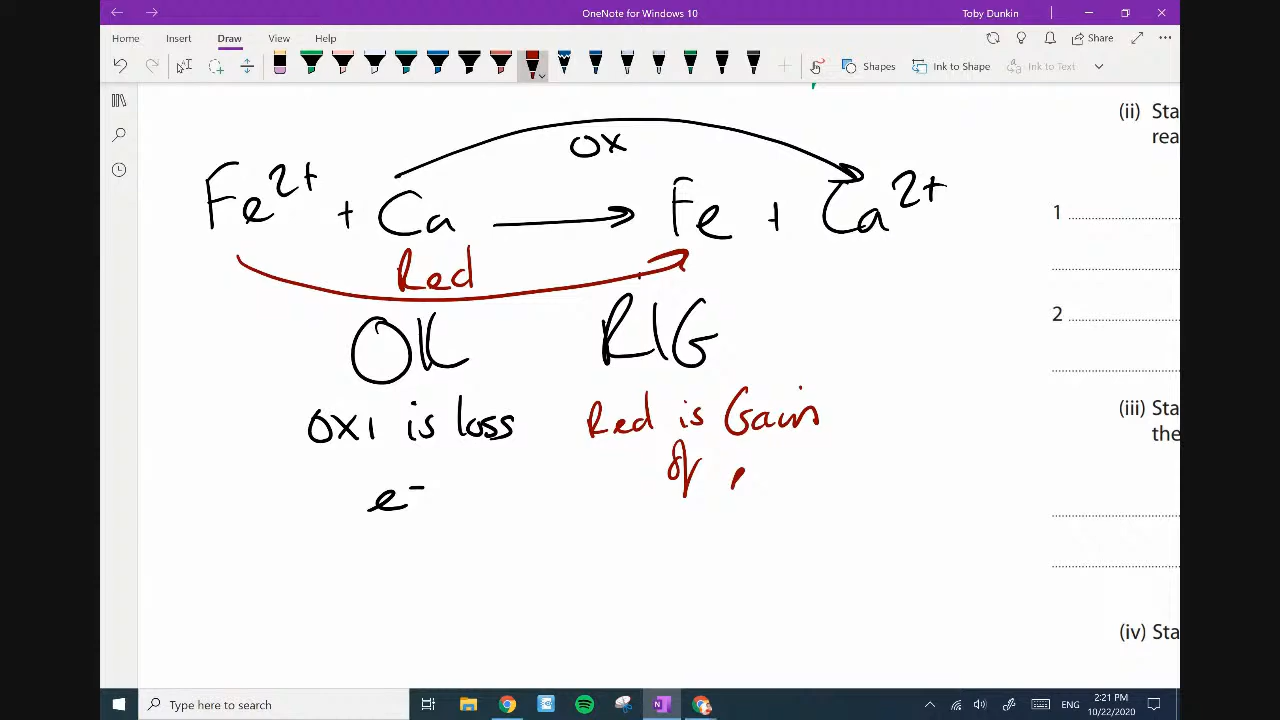 OneNote for Windows 10
Toby Dunkin
Home Insert Draw View Help
Share
Shapes Ink to Shape Ink to Text
(ii) Sta
rea
ox
Fe2+ + Ca → Fe + Ca2+
1
Red
2
RIG
(iii) Sta
the
oxi is loss Red is Gain
of
e-
(iv) Sta
Type here to search
ENG
2:21 PM
10/22/2020